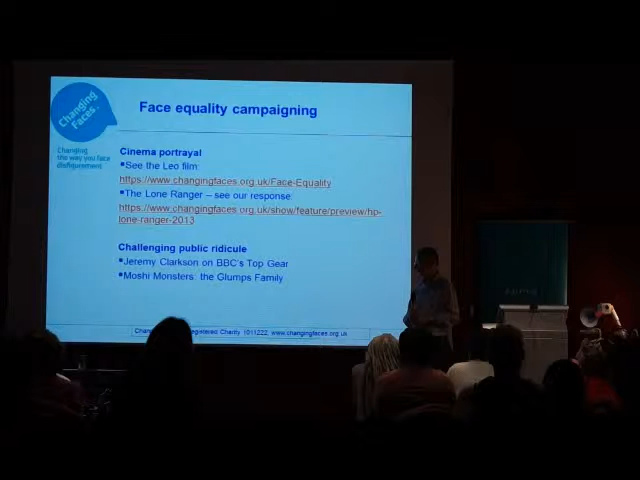 Changing
Faces
Face equality campaigning
Changing
the way you face
disfigurement
Cinema portrayal
▪See the Leo film:
https://www.changingfaces.org.uk/Face-Equality
▪The Lone Ranger – see our response:
https://www.changingfaces.org.uk/show/feature/preview/hp-
lone-ranger-2013
Challenging public ridicule
▪Jeremy Clarkson on BBC's Top Gear
▪Moshi Monsters: the Glumps Family
Registered Charity 1011222, www.changingfaces.org.uk